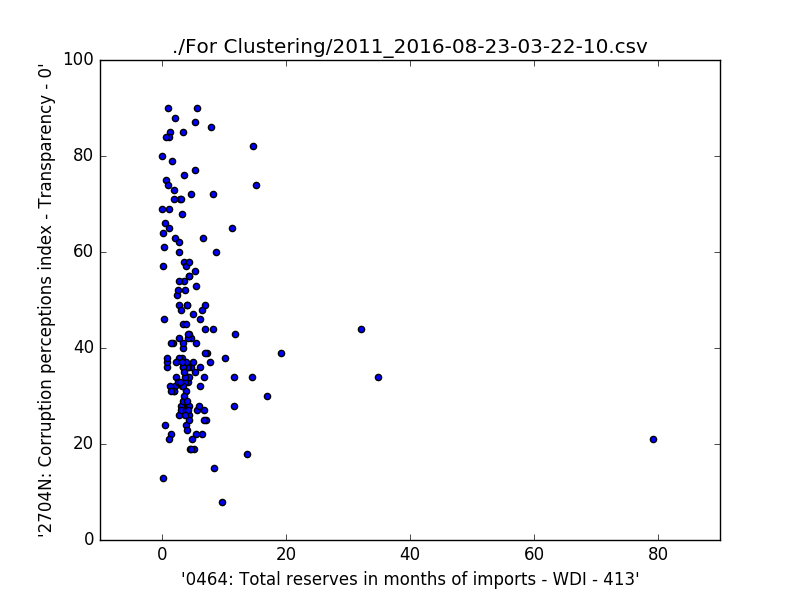 ./For Clustering/2011_2016-08-23-03-22-10.csv
100
80
60
40
20
0
'2704N: Corruption perceptions index - Transparency - 0'
0 20 40 60 80
'0464: Total reserves in months of imports - WDI - 413'